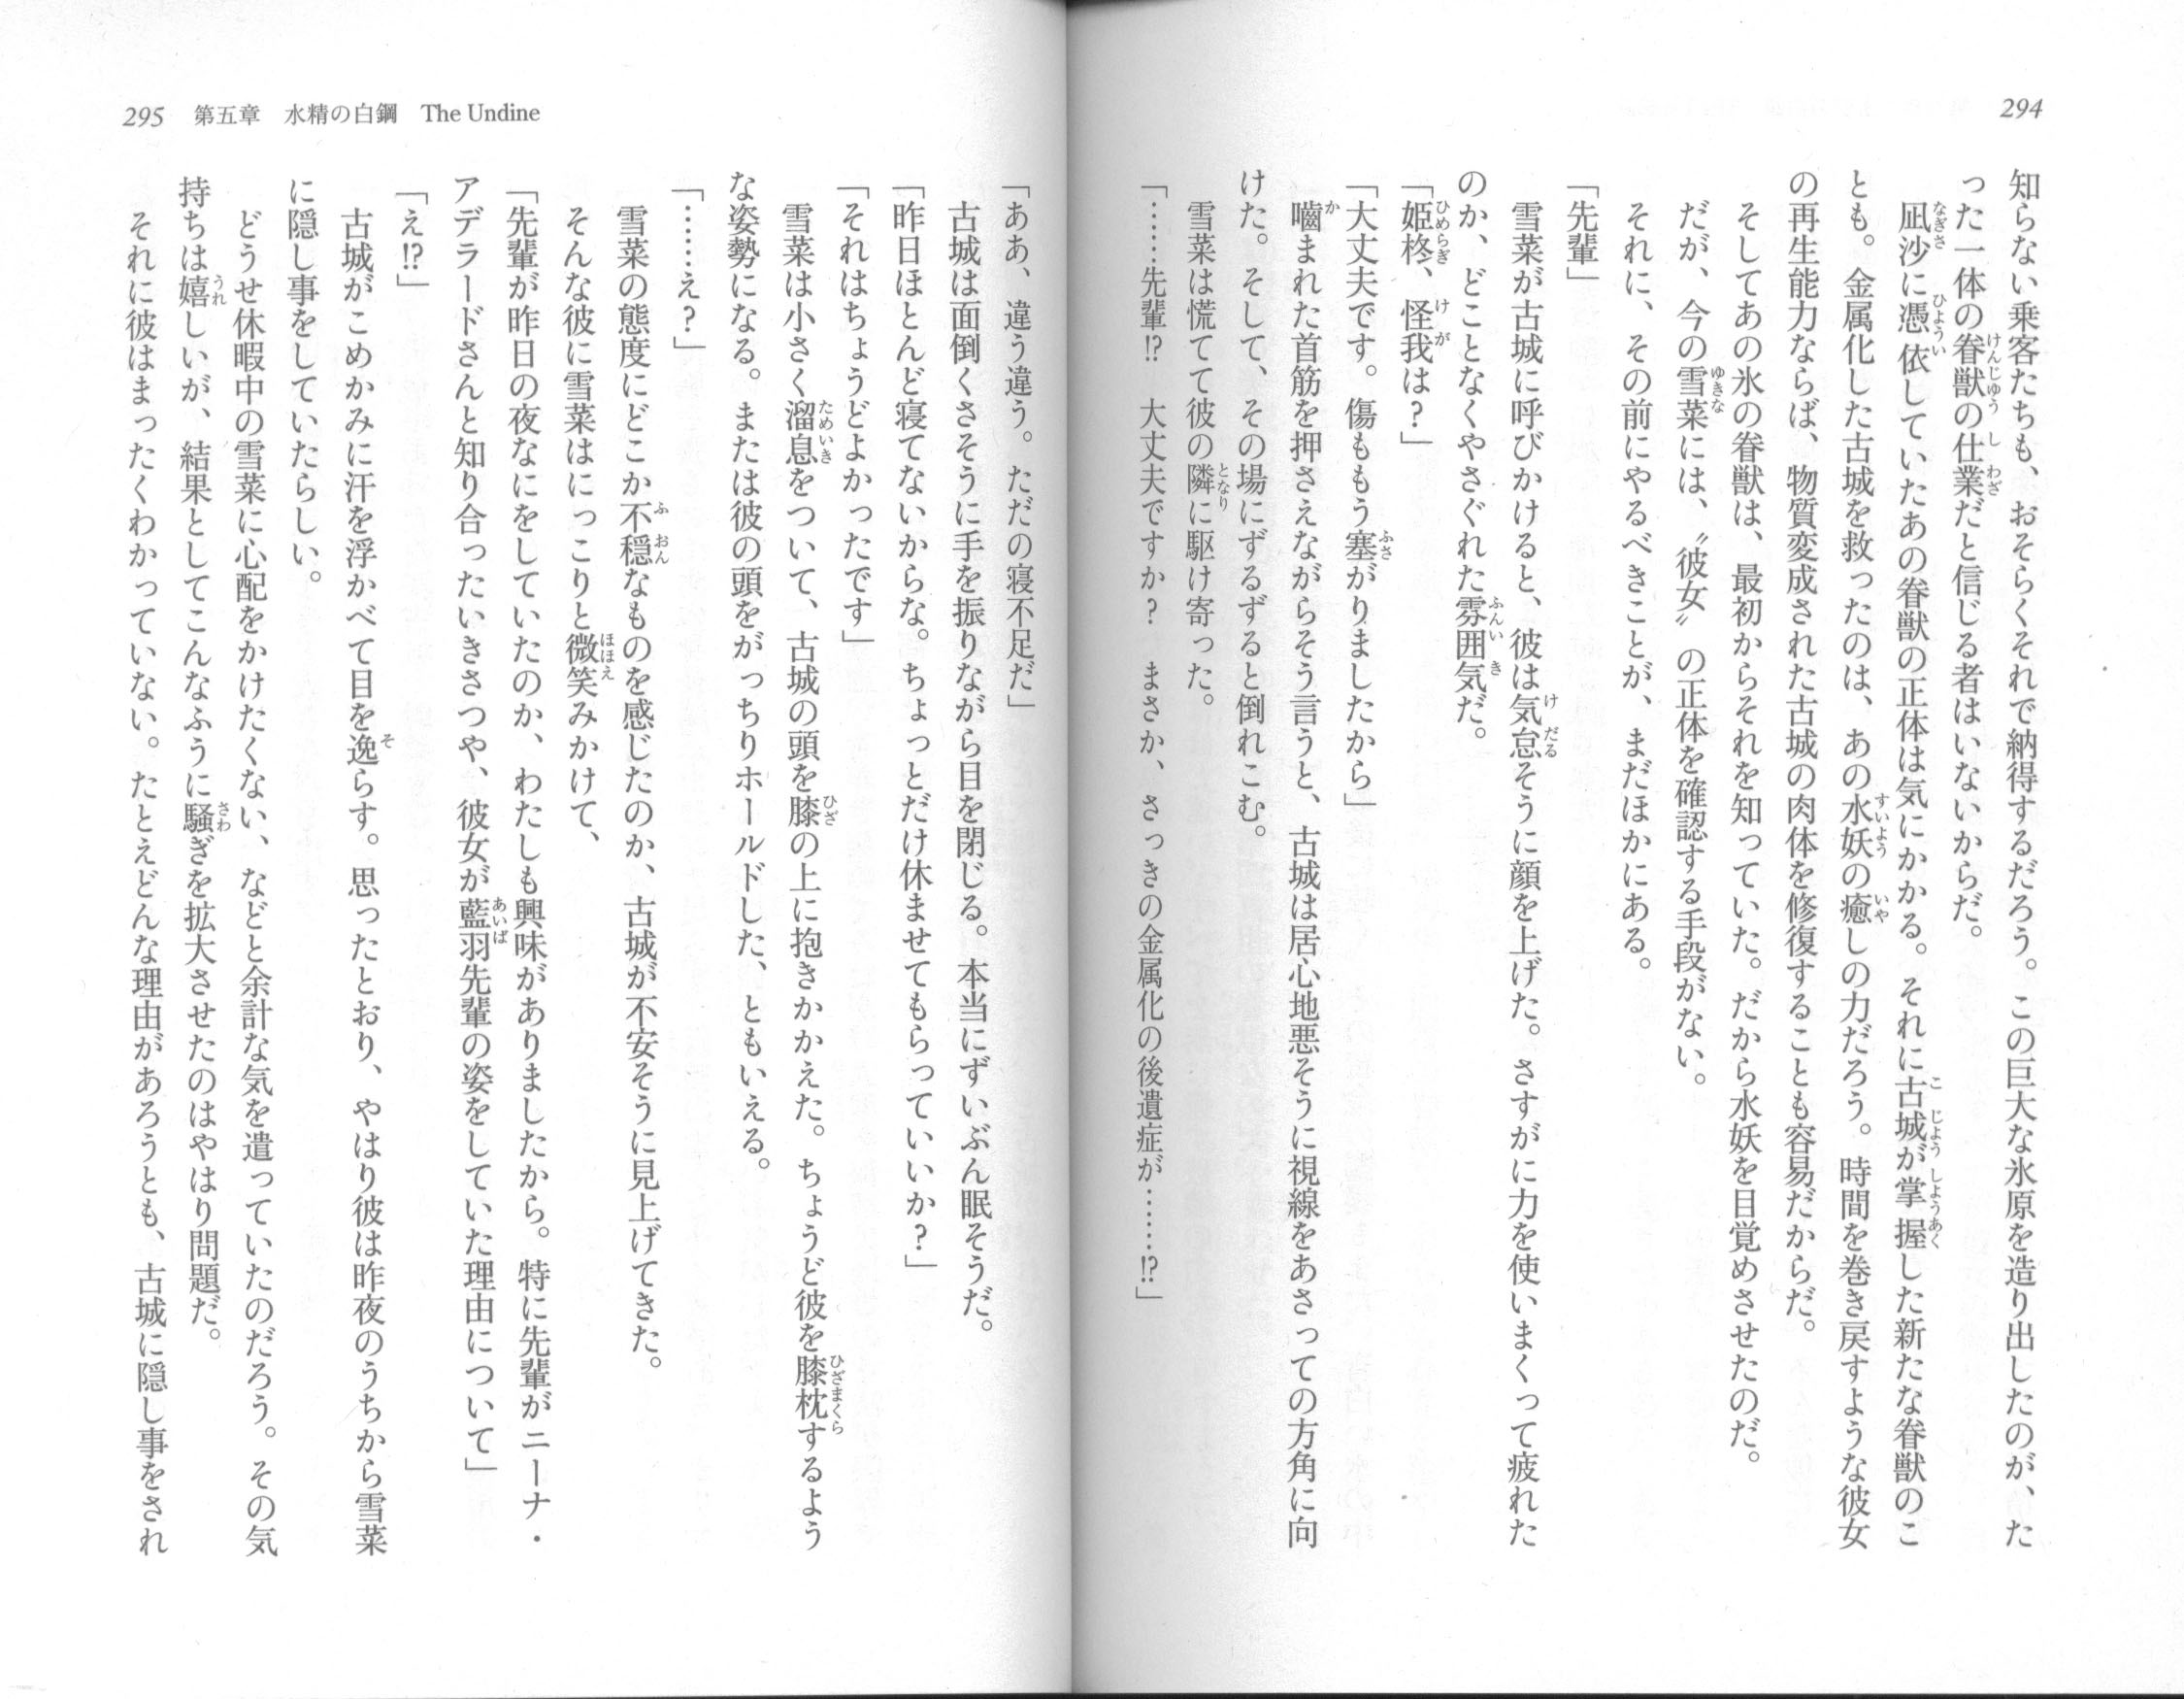 294
知らない乗客たちも、おそらくそれで納得するだろう。この巨大な氷原を造り出したのが、た
った一体の眷獣の仕業だと信じる者はいないからだ。
凪沙に憑依していたあの眷獣の正体は気にかかる。それに古城が掌握した新たな眷獣のこ
とも。金属化した古城を救ったのは、あの水妖の癒しの力だろう。時間を巻き戻すような彼女
の再生能力ならば、物質変成された古城の肉体を修復することも容易だからだ。
そしてあの氷の眷獣は、最初からそれを知っていた。だから水妖を目覚めさせたのだ。
だが、今の雪菜には、〝彼女〟の正体を確認する手段がない。
それに、その前にやるべきことが、まだほかにある。
「先輩」
雪菜が古城に呼びかけると、彼は気怠そうに顔を上げた。さすがに力を使いまくって疲れた
のか、どことなくやさぐれた雰囲気だ。
「姫柊、怪我は？」
「大丈夫です。傷ももう塞がりましたから」
噛まれた首筋を押さえながらそう言うと、古城は居心地悪そうに視線をあさっての方角に向
けた。そして、その場にずるずると倒れこむ。
雪菜は慌てて彼の隣に駆け寄った。
「……先輩!?　大丈夫ですか？　まさか、さっきの金属化の後遺症が……!?」
295　第五章　水精の白鋼　The Undine
「ああ、違う違う。ただの寝不足だ」
古城は面倒くさそうに手を振りながら目を閉じる。本当にずいぶん眠そうだ。
「昨日ほとんど寝てないからな。ちょっとだけ休ませてもらっていいか？」
「それはちょうどよかったです」
雪菜は小さく溜息をついて、古城の頭を膝の上に抱きかかえた。ちょうど彼を膝枕するよう
な姿勢になる。または彼の頭をがっちりホールドした、ともいえる。
「……え？」
雪菜の態度にどこか不穏なものを感じたのか、古城が不安そうに見上げてきた。
そんな彼に雪菜はにっこりと微笑みかけて、
「先輩が昨日の夜なにをしていたのか、わたしも興味がありましたから。特に先輩がニーナ・
アデラードさんと知り合ったいきさつや、彼女が藍羽先輩の姿をしていた理由について」
「え!?」
古城がこめかみに汗を浮かべて目を逸らす。思ったとおり、やはり彼は昨夜のうちから雪菜
に隠し事をしていたらしい。
どうせ休暇中の雪菜に心配をかけたくない、などと余計な気を遣っていたのだろう。その気
持ちは嬉しいが、結果としてこんなふうに騒ぎを拡大させたのはやはり問題だ。
それに彼はまったくわかっていない。たとえどんな理由があろうとも、古城に隠し事をされ